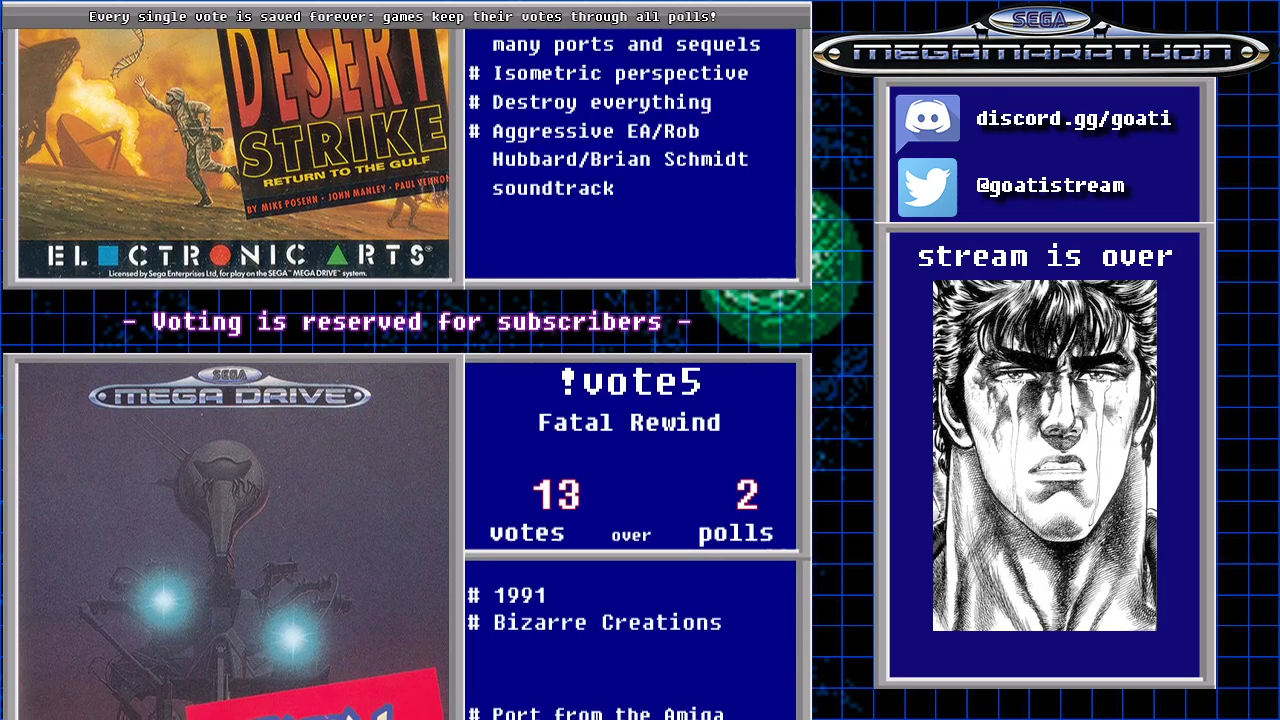 Every single vote is saved forever: games keep their votes through all polls!
DESERT
STRIKE
RETURN TO THE GULF
BY MIKE POSEHN · JOHN MANLEY · PAUL VERNON
ELECTRONIC ARTS®
Licensed by Sega Enterprises Ltd, for play on the SEGA™ MEGA DRIVE™ system.
many ports and sequels
# Isometric perspective
# Destroy everything
# Aggressive EA/Rob
Hubbard/Brian Schmidt
soundtrack
- Voting is reserved for subscribers -
SEGA
MEGA DRIVE
!vote5
Fatal Rewind
13
2
votes over polls
# 1991
# Bizarre Creations
# Port from the Amiga
SEGA
MEGAMARATHON
discord.gg/goati
@goatistream
stream is over